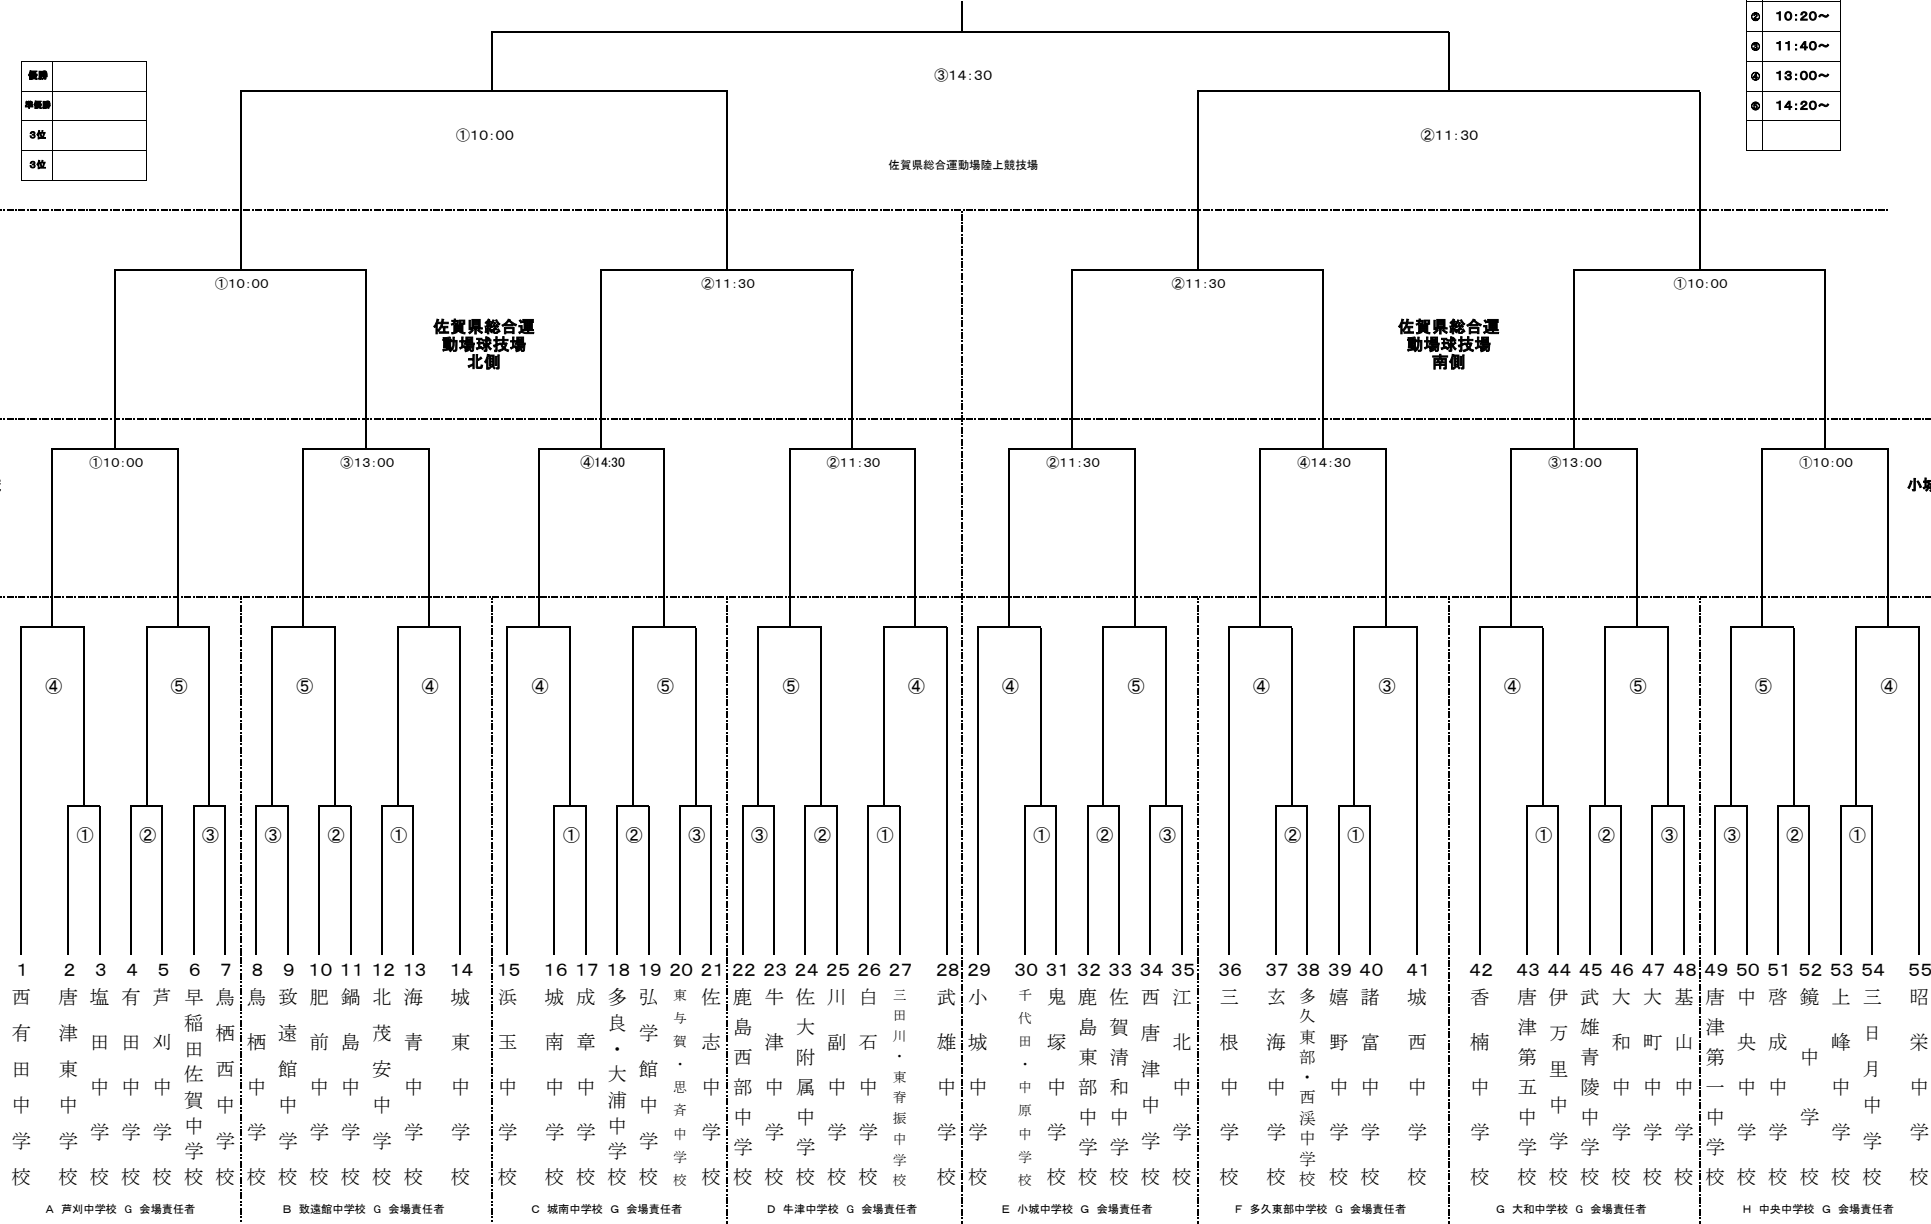 ② 10:20～
③ 11:40～
④ 13:00～
⑤ 14:20～
優勝
準優勝
3位
3位
③14:30
①10:00
②11:30
佐賀県総合運動場陸上競技場
①10:00
②11:30
②11:30
①10:00
佐賀県総合運
動場球技場
北側
佐賀県総合運
動場球技場
南側
①10:00
③13:00
④14:30
②11:30
②11:30
④14:30
③13:00
①10:00
小城
④ ⑤ ⑤ ④ ④ ⑤ ⑤ ④ ④ ⑤ ④ ③ ④ ⑤ ⑤ ④
① ② ③ ③ ② ① ① ② ③ ③ ② ① ① ② ③ ② ① ① ② ③ ③ ② ①
1 西有田中学校
2 唐津東中学校
3 塩田中学校
4 有田中学校
5 芦刈中学校
6 早稲田佐賀中学校
7 鳥栖西中学校
8 鳥栖中学校
9 致遠館中学校
10 肥前中学校
11 鍋島中学校
12 北茂安中学校
13 海青中学校
14 城東中学校
15 浜玉中学校
16 城南中学校
17 成章中学校
18 多良・大浦中学校
19 弘学館中学校
20 東与賀・思斉中学校
21 佐志中学校
22 鹿島西部中学校
23 牛津中学校
24 佐大附属中学校
25 川副中学校
26 白石中学校
27 三田川・東脊振中学校
28 武雄中学校
29 小城中学校
30 千代田・中原中学校
31 鬼塚中学校
32 鹿島東部中学校
33 佐賀清和中学校
34 西唐津中学校
35 江北中学校
36 三根中学校
37 玄海中学校
38 多久東部・西渓中学校
39 嬉野中学校
40 諸富中学校
41 城西中学校
42 香楠中学校
43 唐津第五中学校
44 伊万里中学校
45 武雄青陵中学校
46 大和中学校
47 大町中学校
48 基山中学校
49 唐津第一中学校
50 中央中学校
51 啓成中学校
52 鏡中学校
53 上峰中学校
54 三日月中学校
55 昭栄中学校
A 芦刈中学校 G 会場責任者
B 致遠館中学校 G 会場責任者
C 城南中学校 G 会場責任者
D 牛津中学校 G 会場責任者
E 小城中学校 G 会場責任者
F 多久東部中学校 G 会場責任者
G 大和中学校 G 会場責任者
H 中央中学校 G 会場責任者